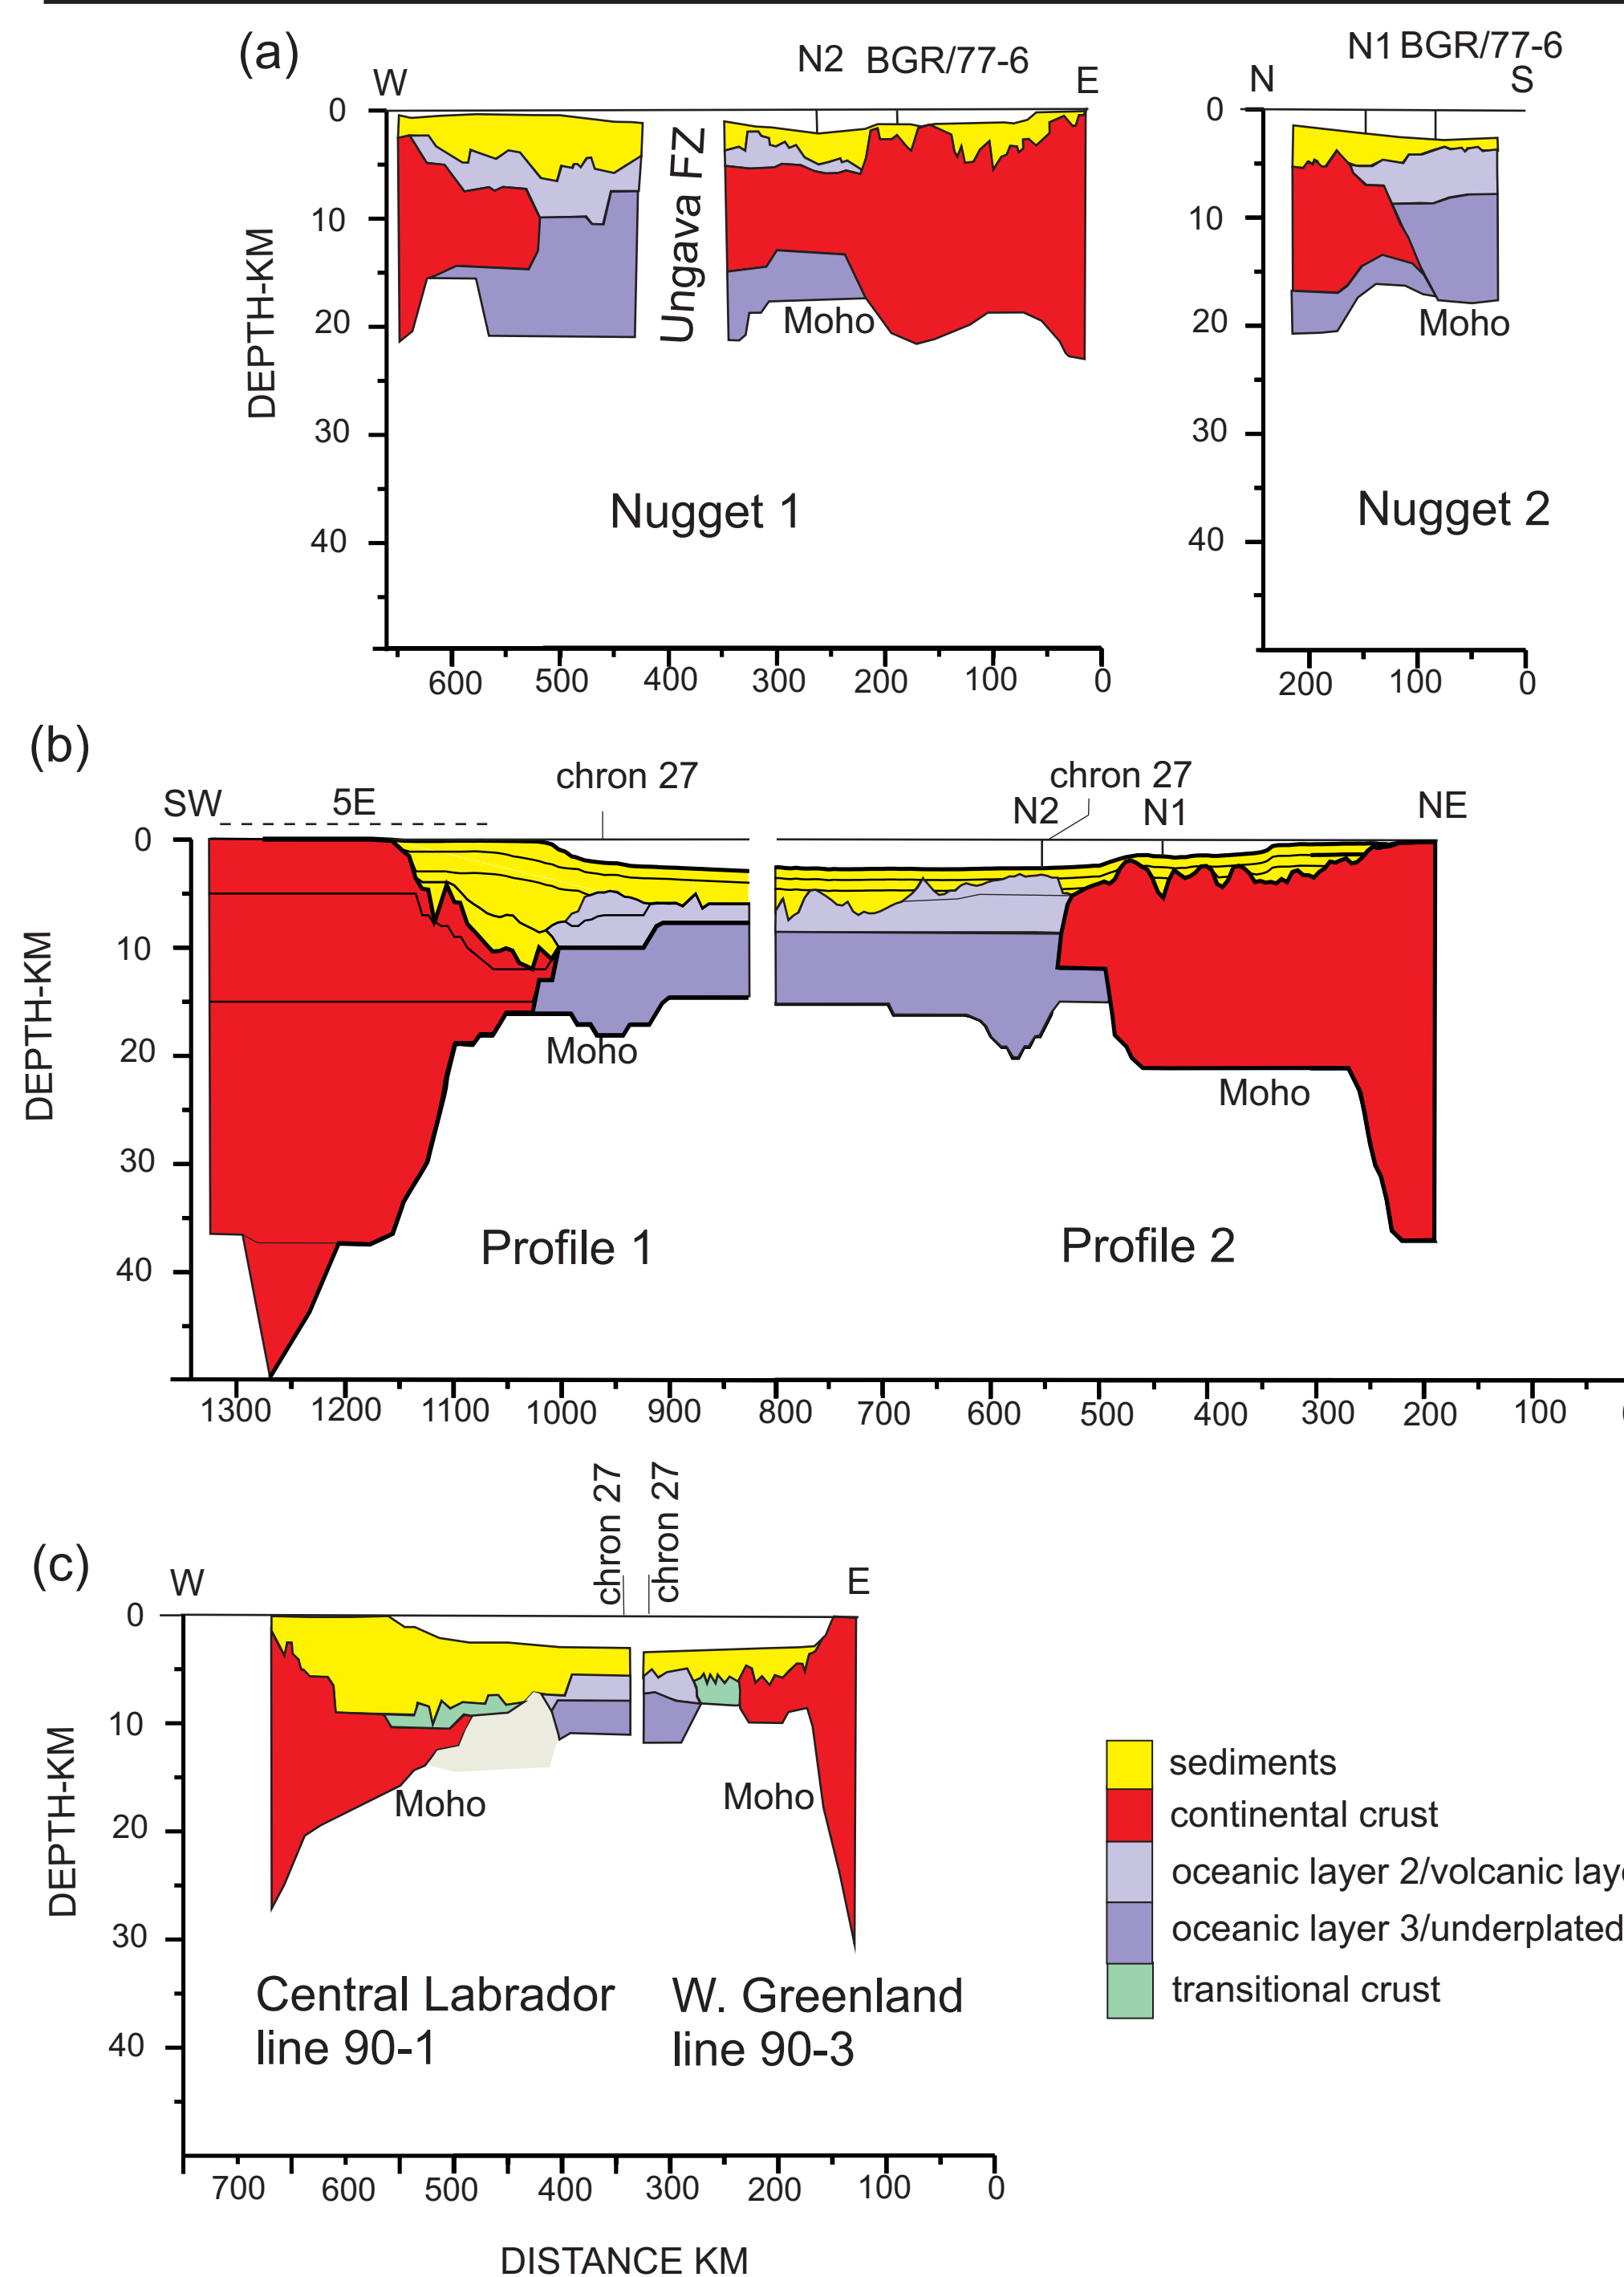 (a)
W
N2 BGR/77-6
E
N
N1 BGR/77-6
S
0
10
20
30
40
DEPTH-KM
Ungava FZ
Moho
Nugget 1
600 500 400 300 200 100 0
0
10
20
30
40
Moho
Nugget 2
200 100 0
(b)
SW
5E
chron 27
chron 27
N2
N1
NE
0
10
20
30
40
DEPTH-KM
Moho
Moho
Profile 1
Profile 2
1300 1200 1100 1000 900 800 700 600 500 400 300 200 100
(c)
W
chron 27
chron 27
E
0
10
20
30
40
DEPTH-KM
Moho
Moho
Central Labrador
line 90-1
W. Greenland
line 90-3
700 600 500 400 300 200 100 0
DISTANCE KM
sediments
continental crust
oceanic layer 2/volcanic
oceanic layer 3/underplated
transitional crust